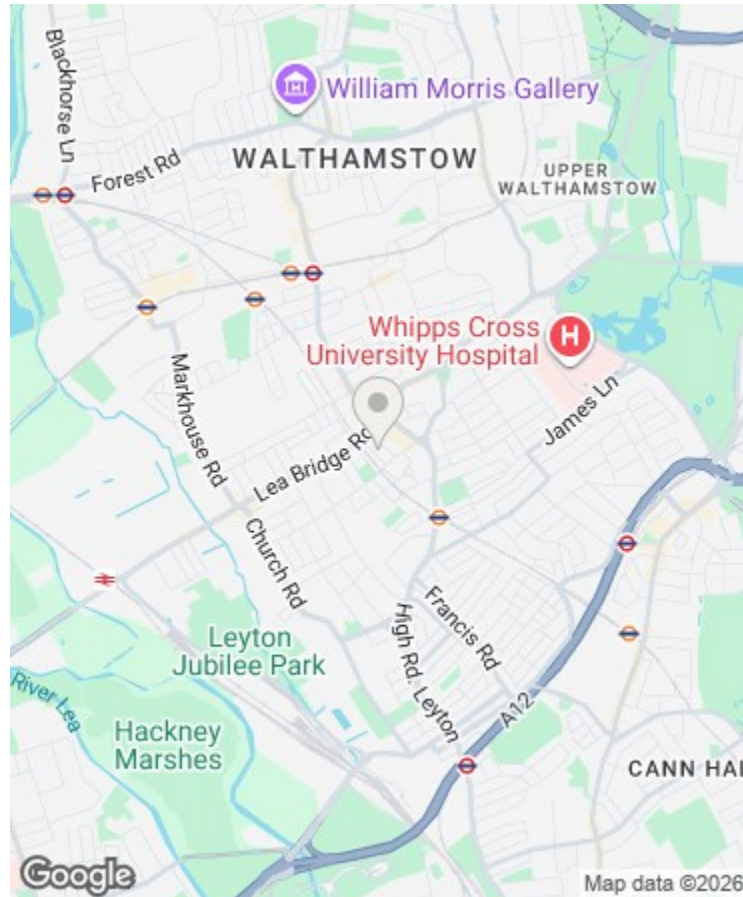 Blackhorse Ln
William Morris Gallery
Forest Rd
WALTHAMSTOW
UPPER
WALTHAMSTOW
Whipps Cross
University Hospital
H
James Ln
Markhouse Rd
Lea Bridge Rd
Church Rd
Leyton
Jubilee Park
High Rd. Leyton
Francis Rd
River Lea
A12
Hackney
Marshes
CANN HAL
Google
Map data ©2026